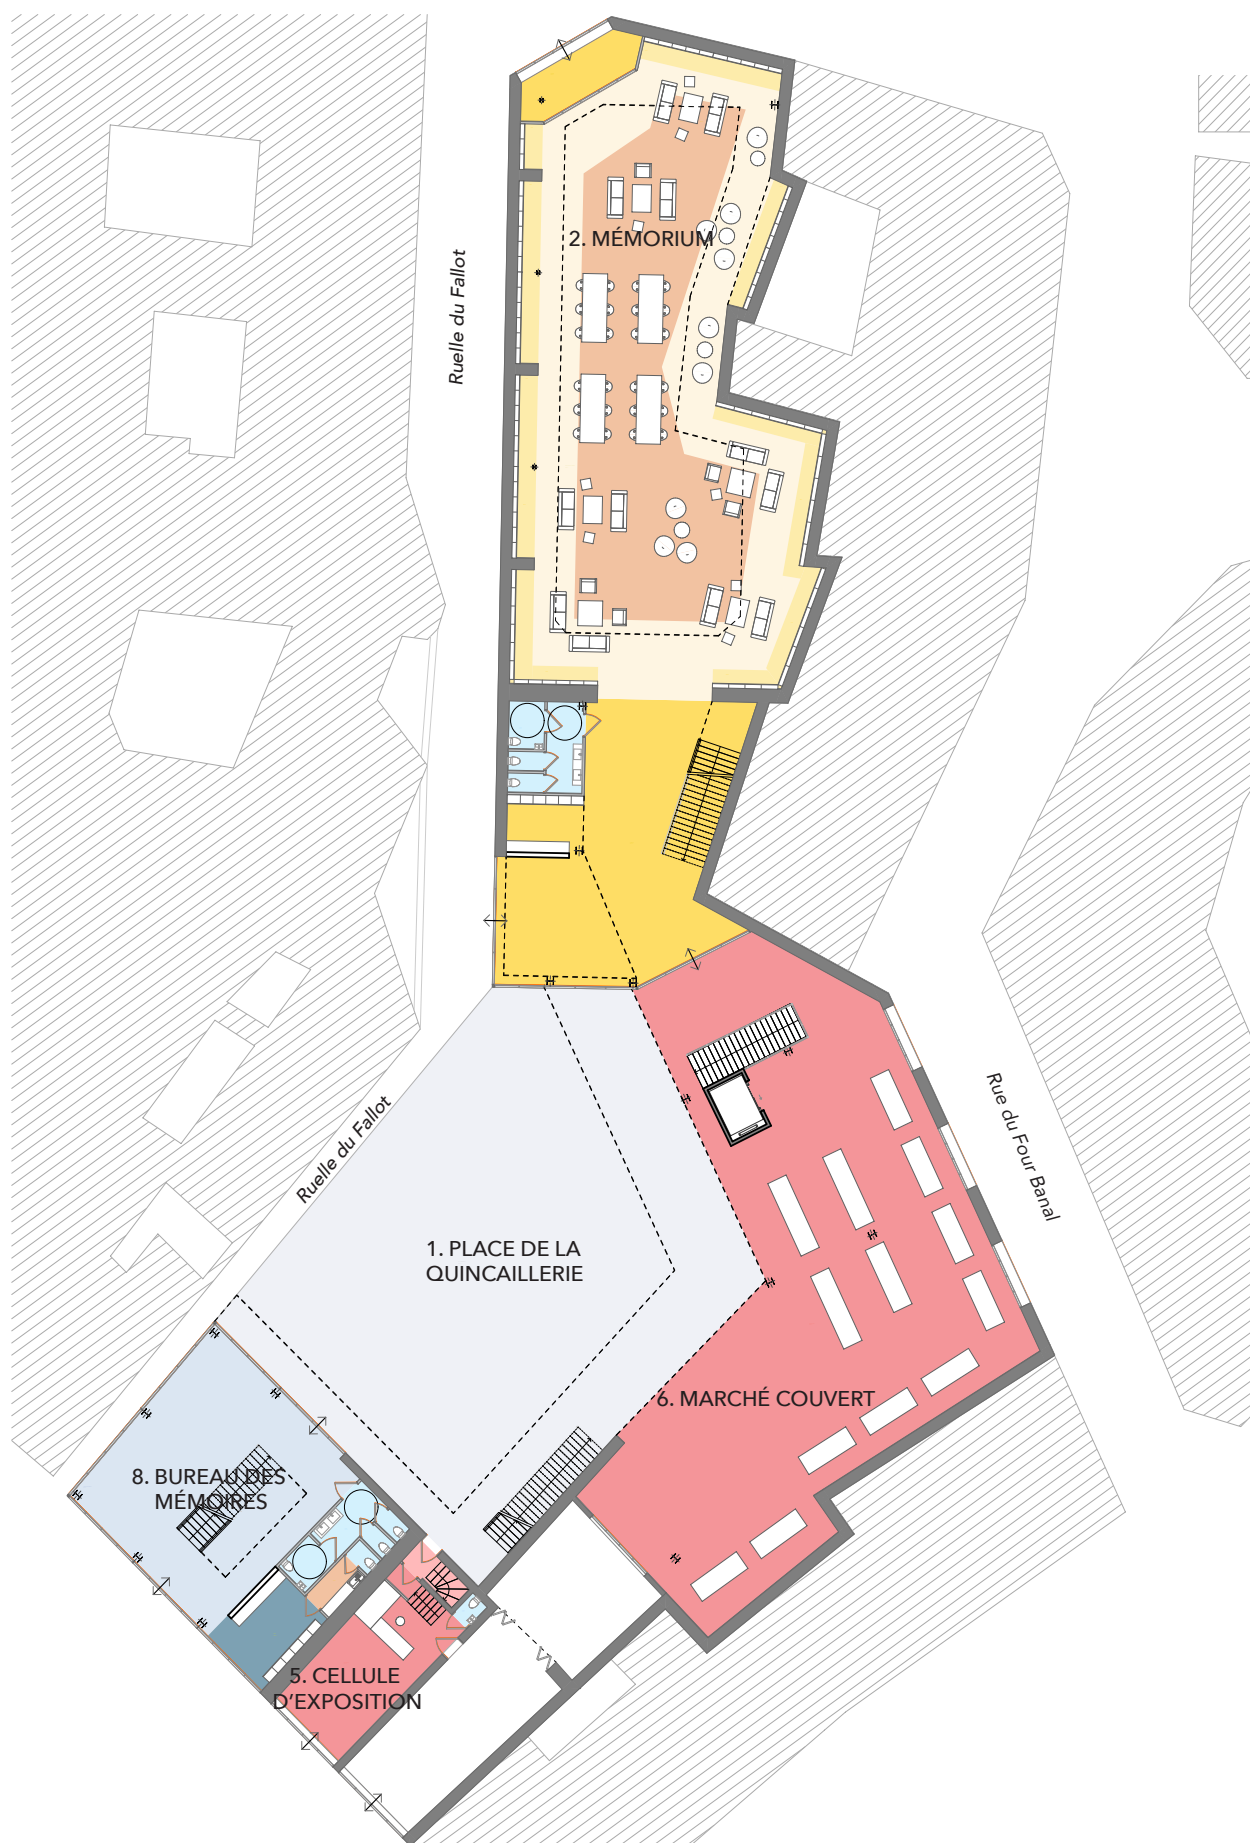 2. MÉMORIUM
Ruelle du Fallot
Rue du Four Banal
Ruelle du Fallot
1. PLACE DE LA
QUINCAILLERIE
6. MARCHÉ COUVERT
8. BUREAU DES
MÉMOIRES
5. CELLULE
D'EXPOSITION